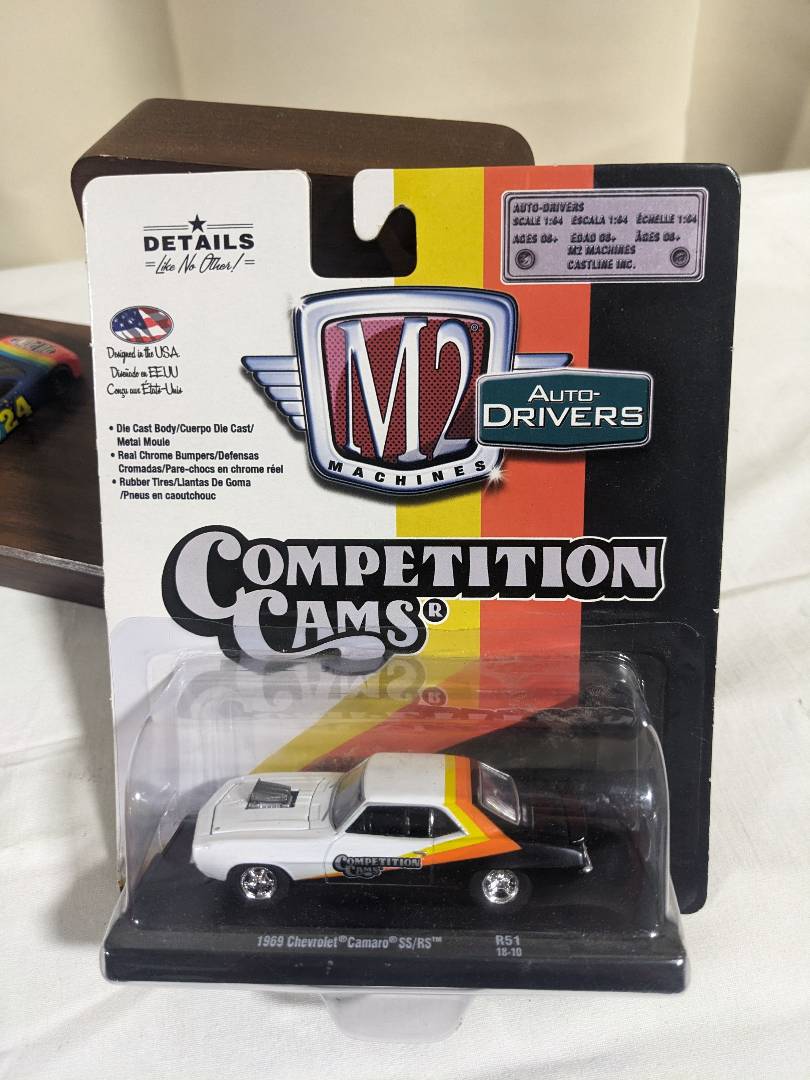 DETAILS
Like No Other!
AUTO-DRIVERS
SCALE 1:64 ESCALA 1:64 ÉCHELLE 1:64
AGES 08+ EDAD 08+ ÂGES 08+
M2 MACHINES
CASTLINE INC.
Designed in the USA
Diseñado en EEUU
Conçu aux États-Unis
• Die Cast Body/Cuerpo Die Cast/
Metal Moule
• Real Chrome Bumpers/Defensas
Cromadas/Pare-chocs en chrome réel
• Rubber Tires/Llantas De Goma
/Pneus en caoutchouc
M2®
MACHINES
AUTO-
DRIVERS
24
COMPETITION
CAMS®
COMPETITION
CAMS
1969 Chevrolet® Camaro® SS/RS™ R51
18-10